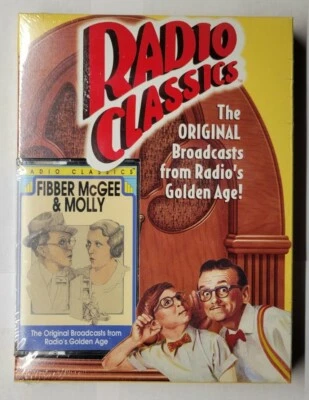 RADIO
CLASSICS
The
ORIGINAL
Broadcasts
from Radio's
Golden Age!
RADIO CLASSICS
FIBBER McGEE
& MOLLY
The Original Broadcasts from
Radio's Golden Age